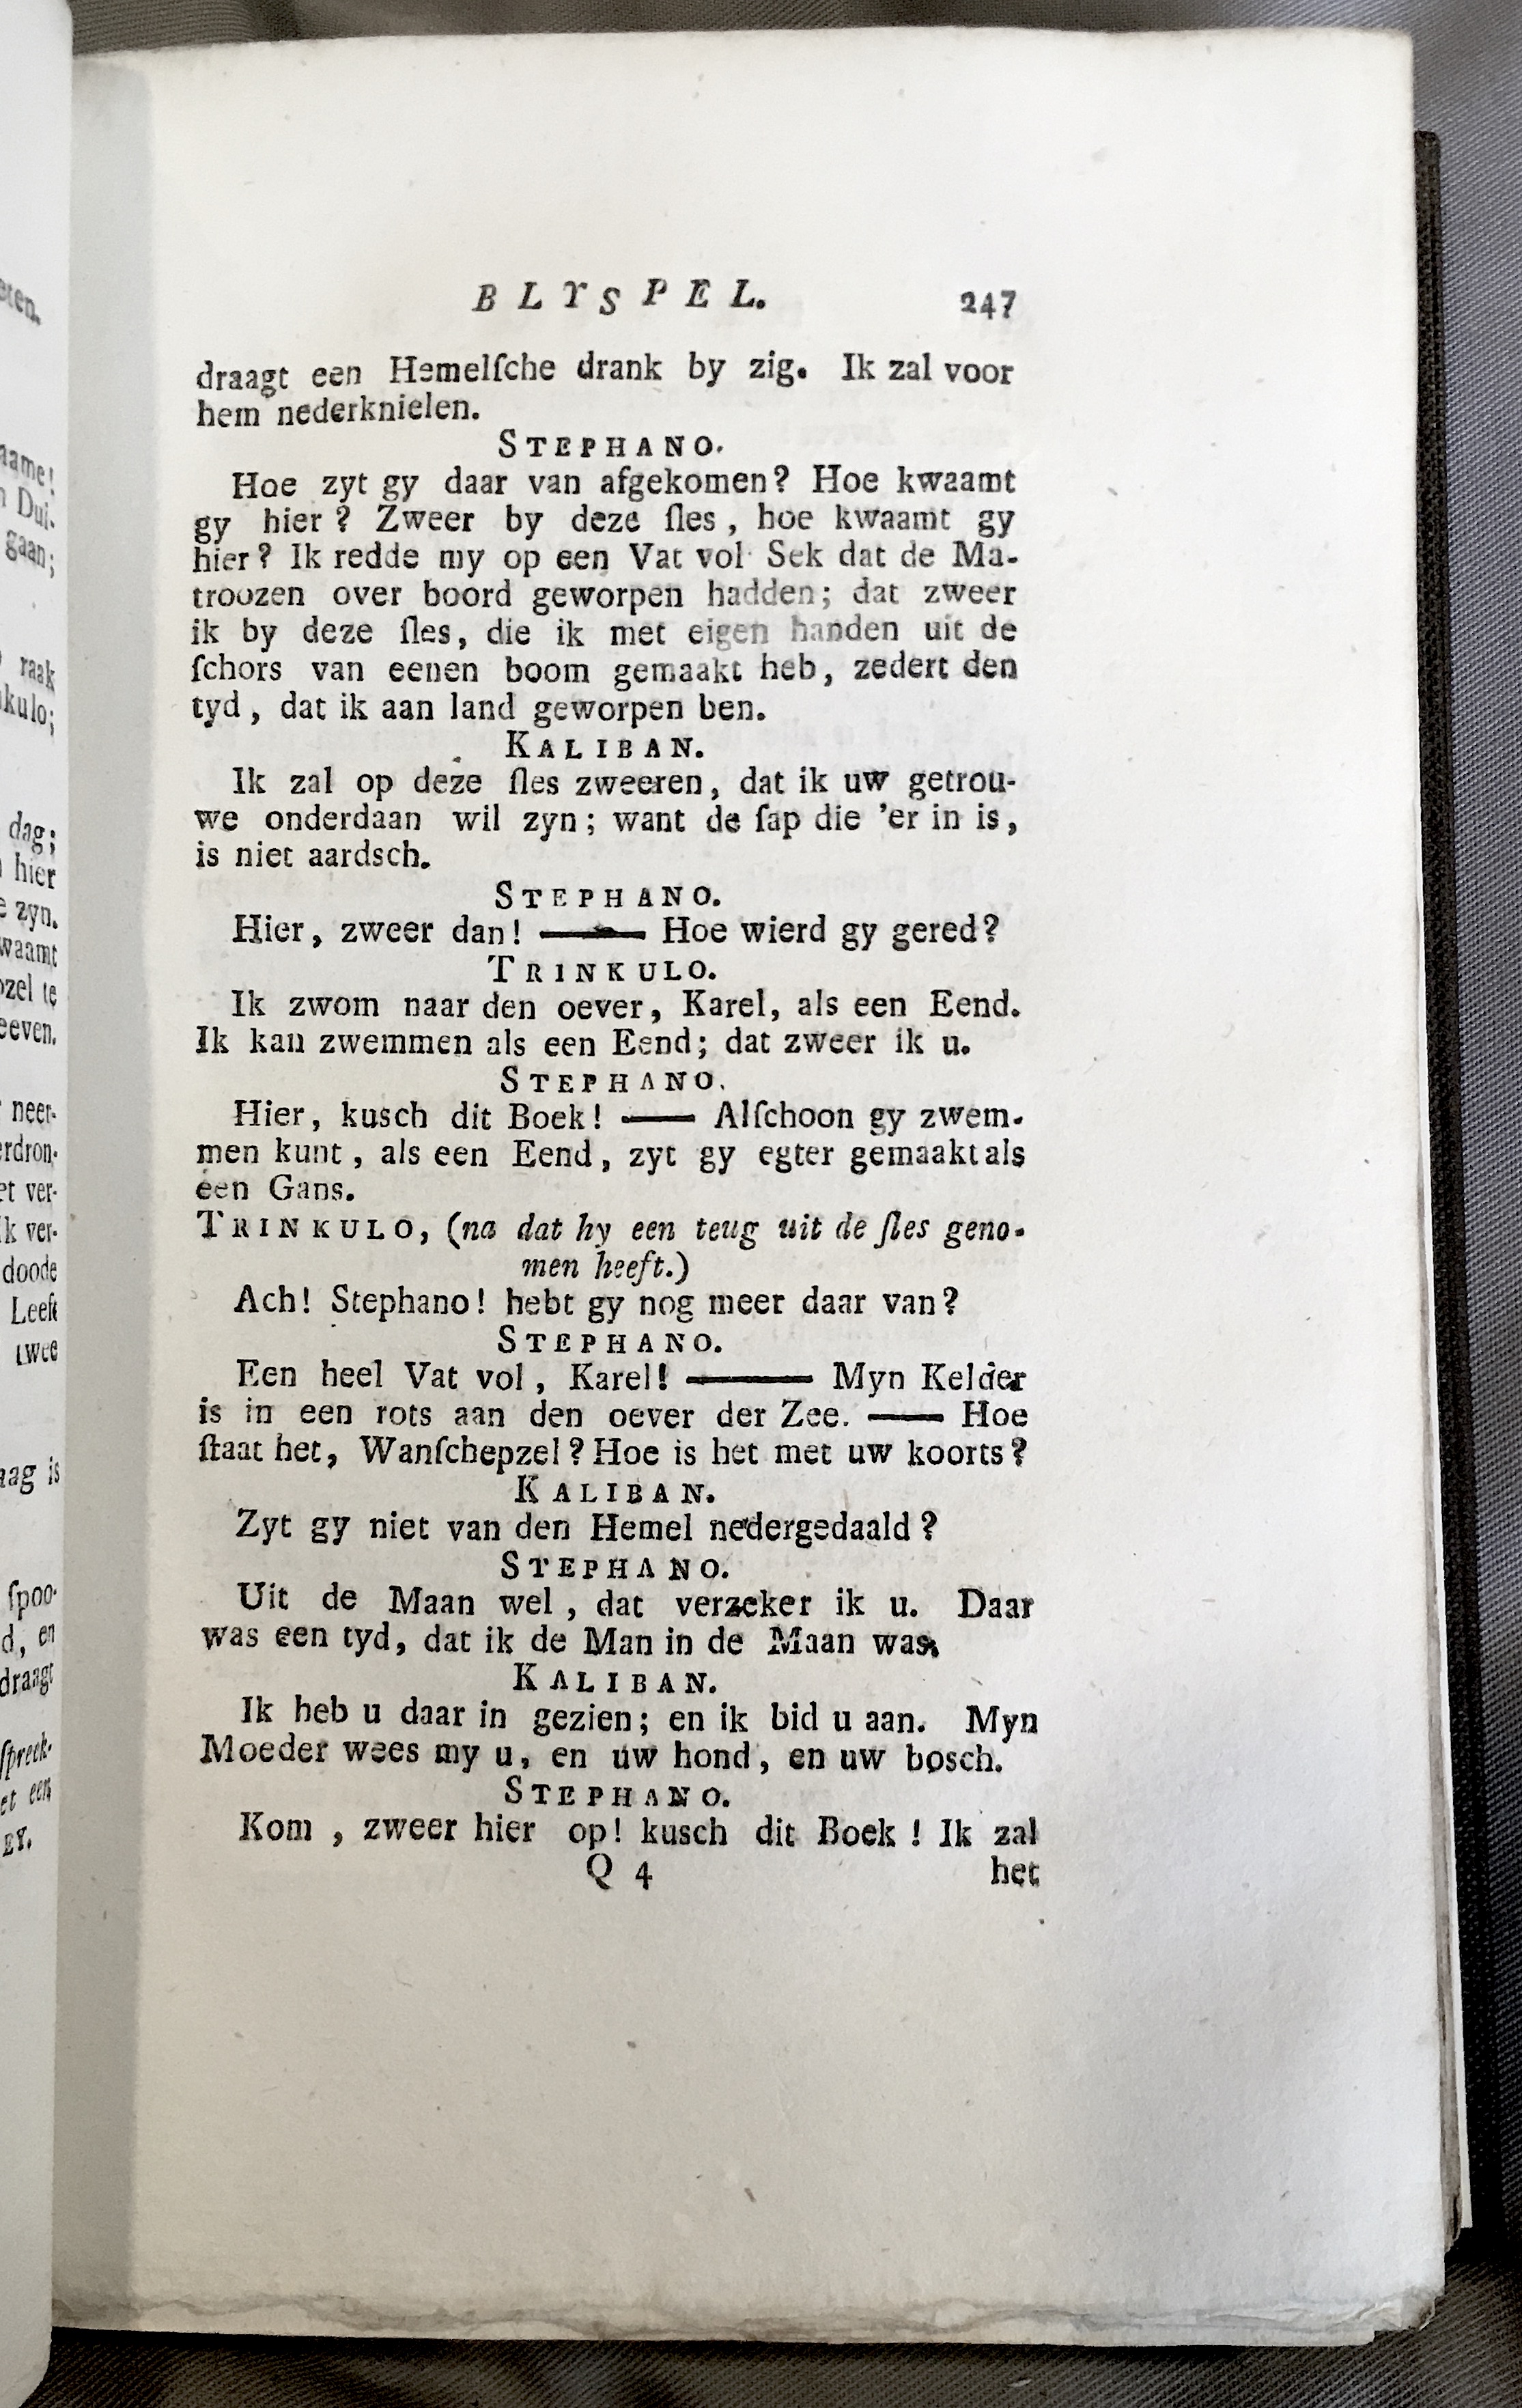 BLYSPEL. 247
draagt een Hemelſche drank by zig. Ik zal voor
hem nederknielen.
STEPHANO.
Hoe zyt gy daar van afgekomen? Hoe kwaamt
gy hier? Zweer by deze fles, hoe kwaamt gy
hier? Ik redde my op een Vat vol Sek dat de Ma-
troozen over boord geworpen hadden; dat zweer
ik by deze fles, die ik met eigen handen uit de
ſchors van eenen boom gemaakt heb, zedert den
tyd, dat ik aan land geworpen ben.
KALIBAN.
Ik zal op deze fles zweeren, dat ik uw getrou-
we onderdaan wil zyn; want de ſap die 'er in is,
is niet aardsch.
STEPHANO.
Hier, zweer dan! —— Hoe wierd gy gered?
TRINKULO.
Ik zwom naar den oever, Karel, als een Eend.
Ik kan zwemmen als een Eend; dat zweer ik u.
STEPHANO.
Hier, kusch dit Boek! —— Alſchoon gy zwem-
men kunt, als een Eend, zyt gy egter gemaakt als
een Gans.
TRINKULO, (na dat hy een teug uit de fles geno-
men heeft.)
Ach! Stephano! hebt gy nog meer daar van?
STEPHANO.
Een heel Vat vol, Karel! —— Myn Kelder
is in een rots aan den oever der Zee. —— Hoe
ſtaat het, Wanſchepzel? Hoe is het met uw koorts?
KALIBAN.
Zyt gy niet van den Hemel nedergedaald?
STEPHANO.
Uit de Maan wel, dat verzeker ik u. Daar
was een tyd, dat ik de Man in de Maan was.
KALIBAN.
Ik heb u daar in gezien; en ik bid u aan. Myn
Moeder wees my u, en uw hond, en uw bosch.
STEPHANO.
Kom, zweer hier op! kusch dit Boek! Ik zal
Q 4 het